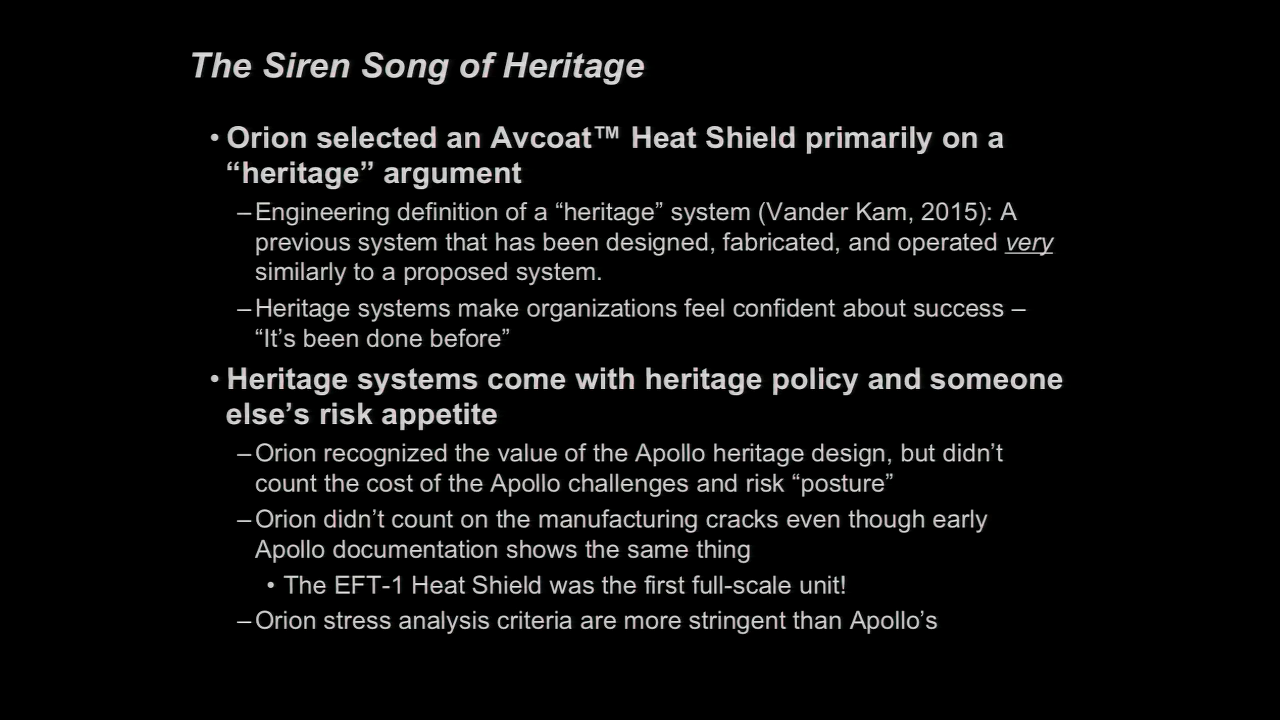 The Siren Song of Heritage
• Orion selected an Avcoat™ Heat Shield primarily on a
“heritage” argument
– Engineering definition of a “heritage” system (Vander Kam, 2015): A
previous system that has been designed, fabricated, and operated very
similarly to a proposed system.
– Heritage systems make organizations feel confident about success –
“It’s been done before”
• Heritage systems come with heritage policy and someone
else’s risk appetite
– Orion recognized the value of the Apollo heritage design, but didn’t
count the cost of the Apollo challenges and risk “posture”
– Orion didn’t count on the manufacturing cracks even though early
Apollo documentation shows the same thing
• The EFT-1 Heat Shield was the first full-scale unit!
– Orion stress analysis criteria are more stringent than Apollo’s